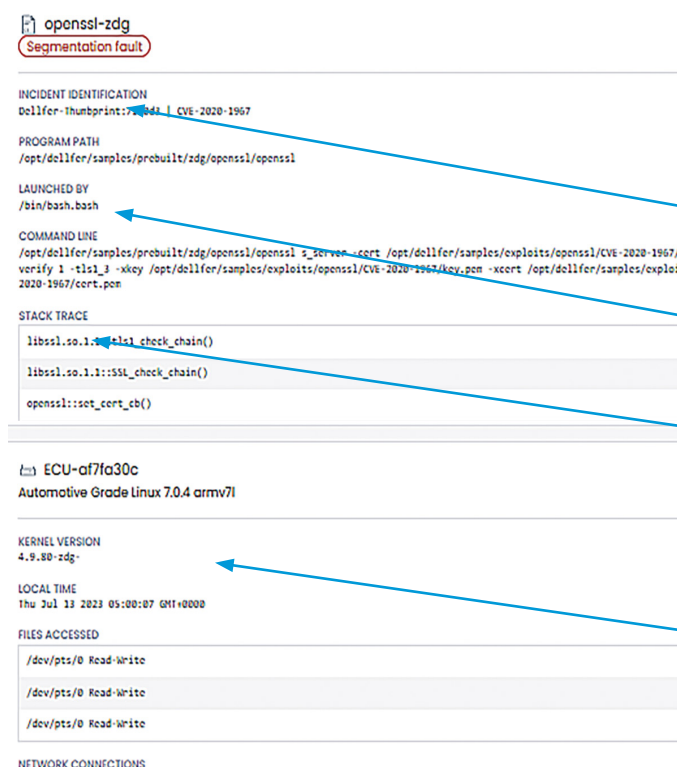 openssl-zdg
Segmentation fault
INCIDENT IDENTIFICATION
Dellfer-Thumbprint: | CVE-2020-1967
PROGRAM PATH
/opt/dellfer/samples/prebuilt/zdg/openssl/openssl
LAUNCHED BY
/bin/bash.bash
COMMAND LINE
/opt/dellfer/samples/prebuilt/zdg/openssl/openssl s_server -cert /opt/dellfer/samples/exploits/openssl/CVE-2020-1967/
verify 1 -tls1_3 -xkey /opt/dellfer/samples/exploits/openssl/CVE-2020-1967/key.pem -xcert /opt/dellfer/samples/exploi
2020-1967/cert.pem
STACK TRACE
libssl.so.1.1::tls1_check_chain()
libssl.so.1.1::SSL_check_chain()
openssl::set_cert_cb()
ECU-af7fa30c
Automotive Grade Linux 7.0.4 armv7l
KERNEL VERSION
4.9.80-zdg-
LOCAL TIME
Thu Jul 13 2023 05:00:07 GMT+0000
FILES ACCESSED
/dev/pts/0 Read-Write
/dev/pts/0 Read-Write
/dev/pts/0 Read-Write
NETWORK CONNECTIONS